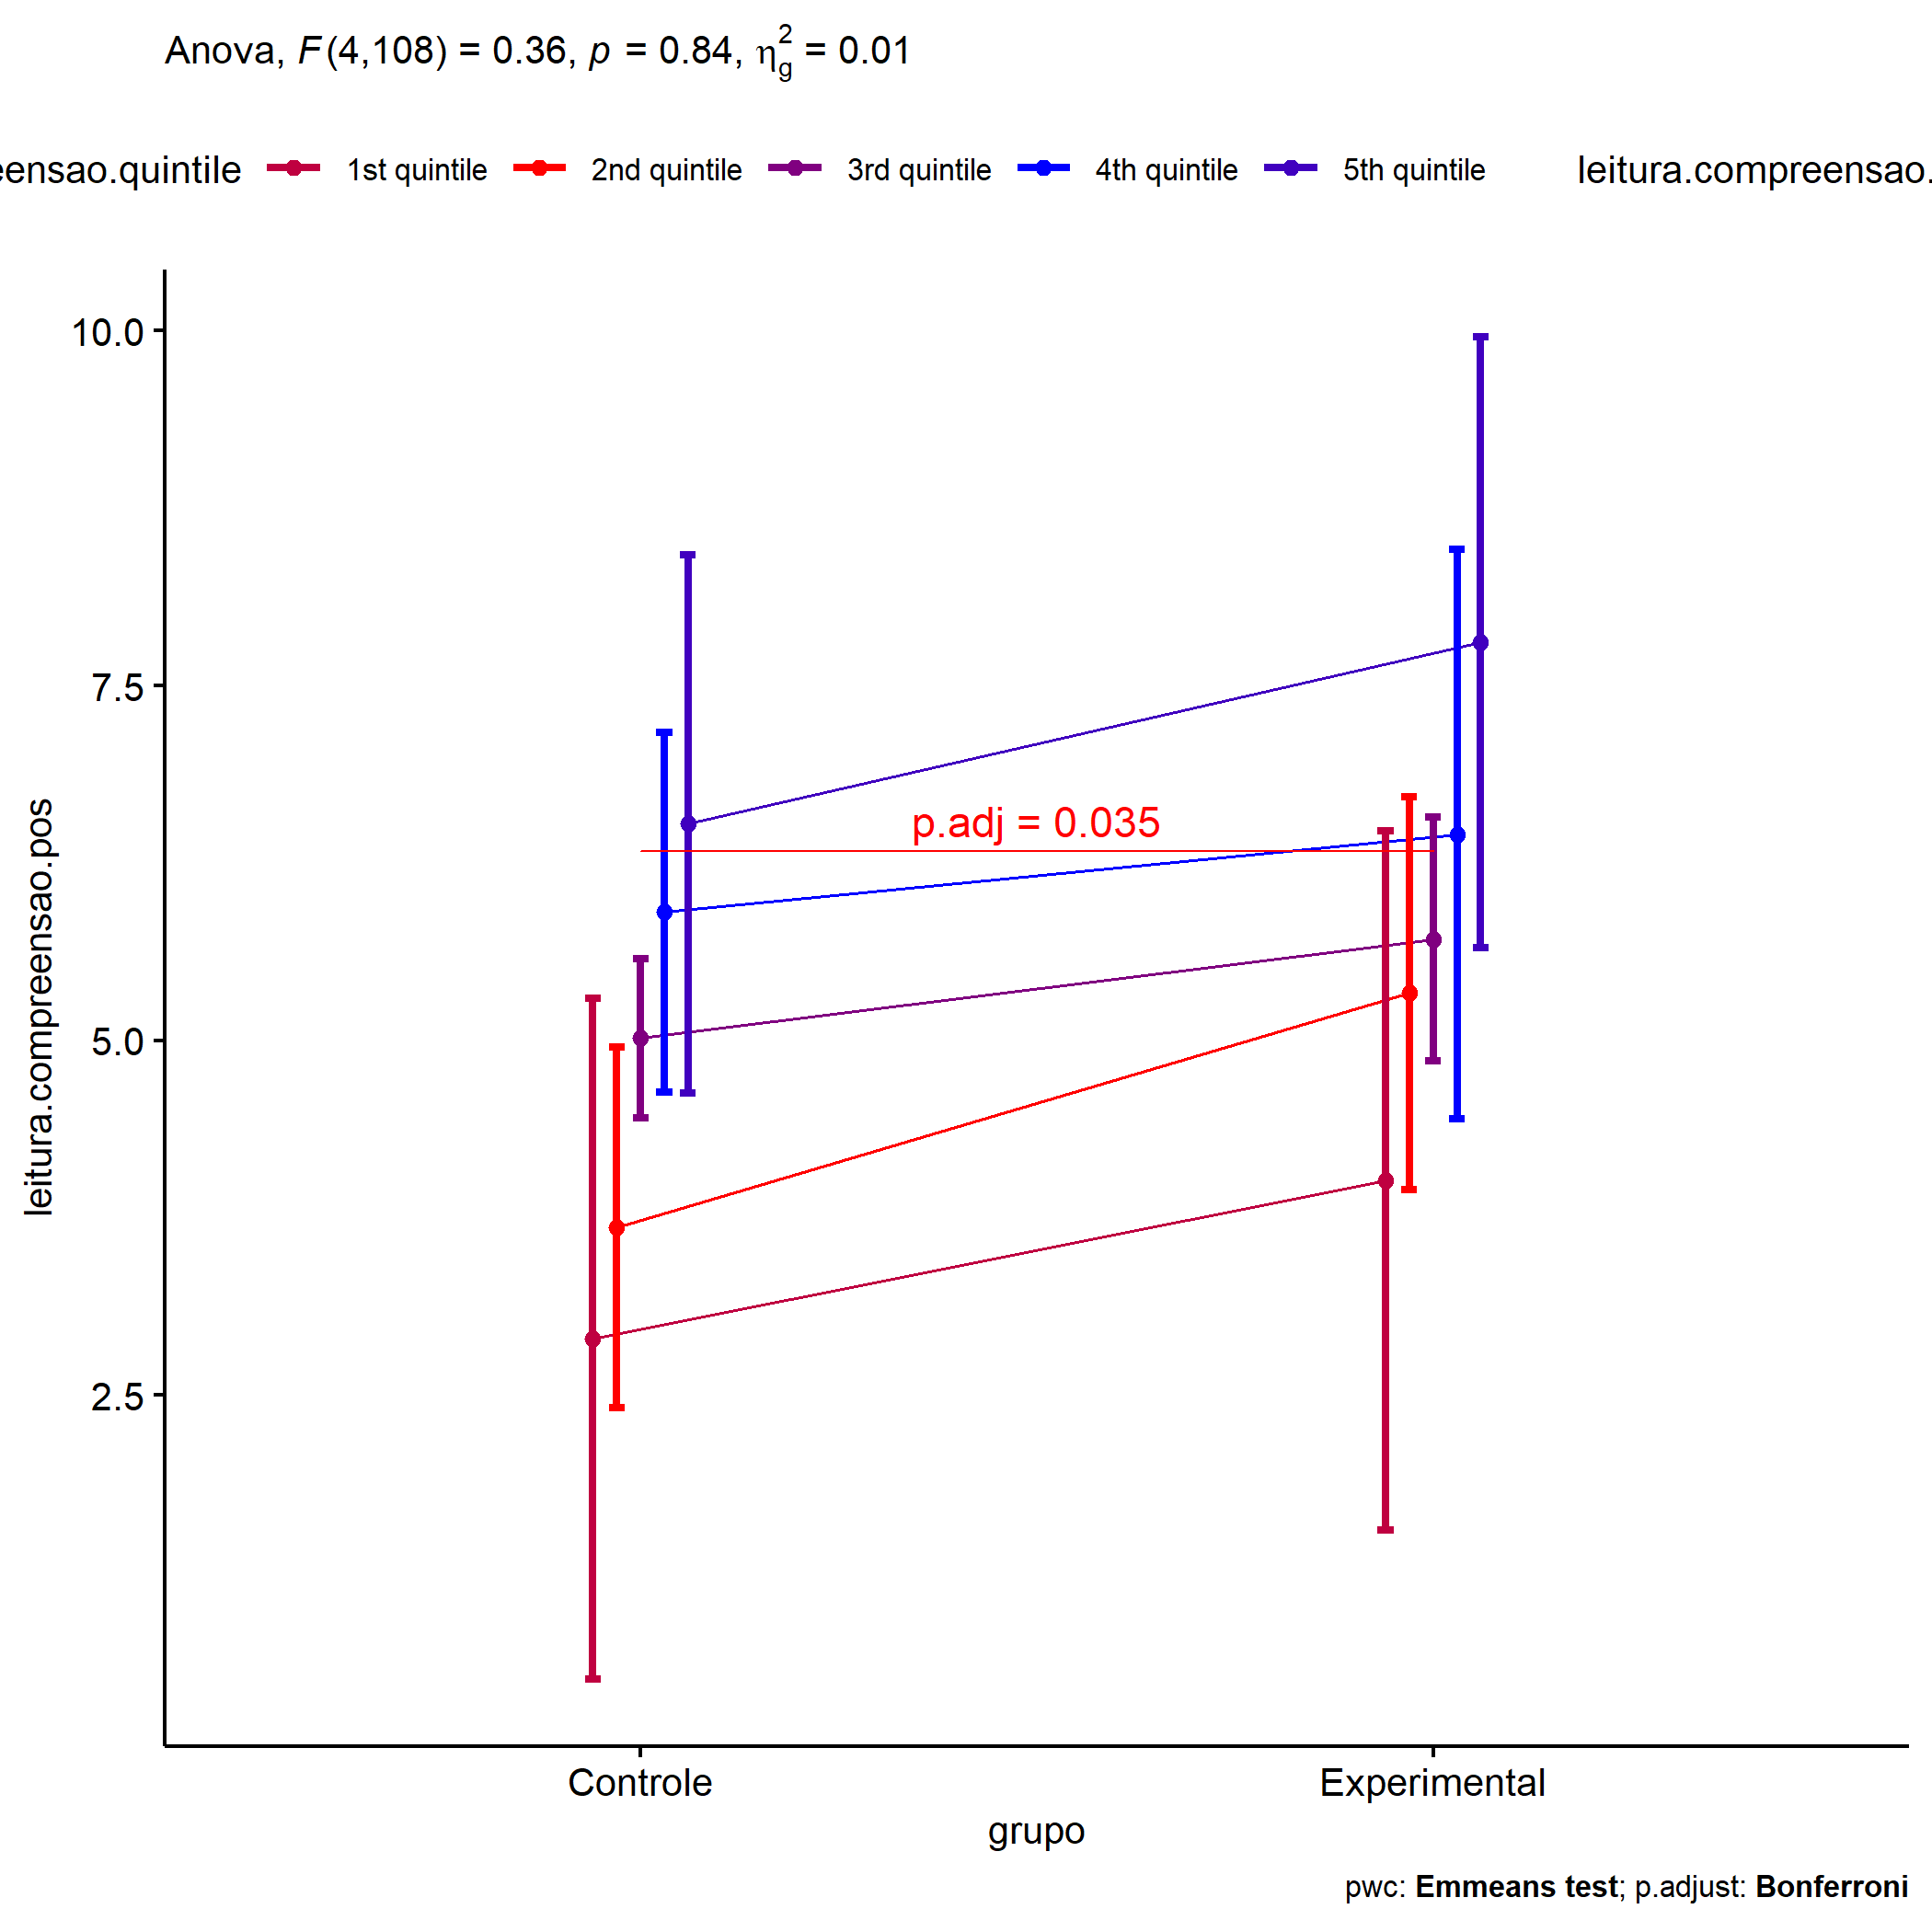 Anova, F(4,108) = 0.36, p = 0.84, η²g = 0.01
eensao.quintile 1st quintile 2nd quintile 3rd quintile 4th quintile 5th quintile leitura.compreensao.
10.0
7.5
5.0
2.5
leitura.compreensao.pos
p.adj = 0.035
Controle Experimental
grupo
pwc: Emmeans test; p.adjust: Bonferroni